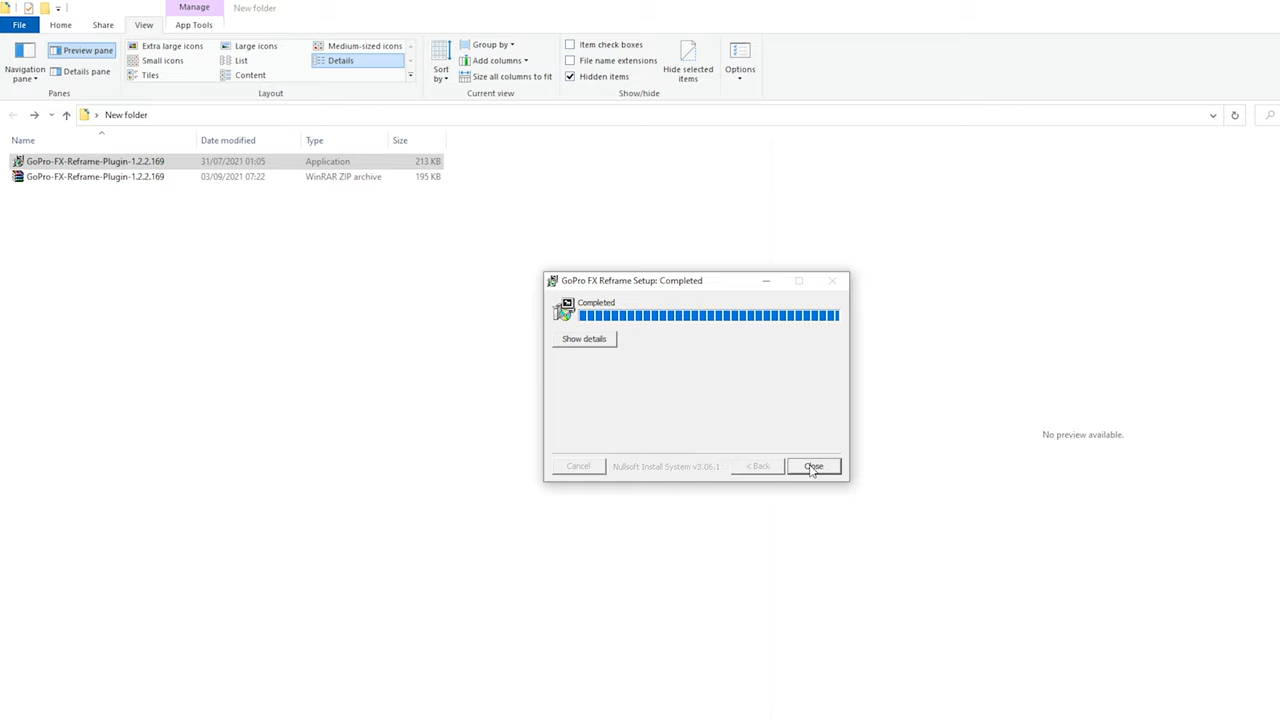 Manage
New folder
File
Home
Share
View
App Tools
Navigation pane
Preview pane
Details pane
Panes
Extra large icons
Large icons
Medium-sized icons
Small icons
List
Details
Tiles
Content
Layout
Sort by
Group by
Add columns
Size all columns to fit
Current view
Item check boxes
File name extensions
Hidden items
Hide selected items
Show/hide
Options
New folder
Name Date modified Type Size
GoPro-FX-Reframe-Plugin-1.2.2.169 31/07/2021 01:05 Application 213 KB
GoPro-FX-Reframe-Plugin-1.2.2.169 03/09/2021 07:22 WinRAR ZIP archive 195 KB
GoPro FX Reframe Setup: Completed
Completed
Show details
Cancel Nullsoft Install System v3.06.1 < Back Close
No preview available.